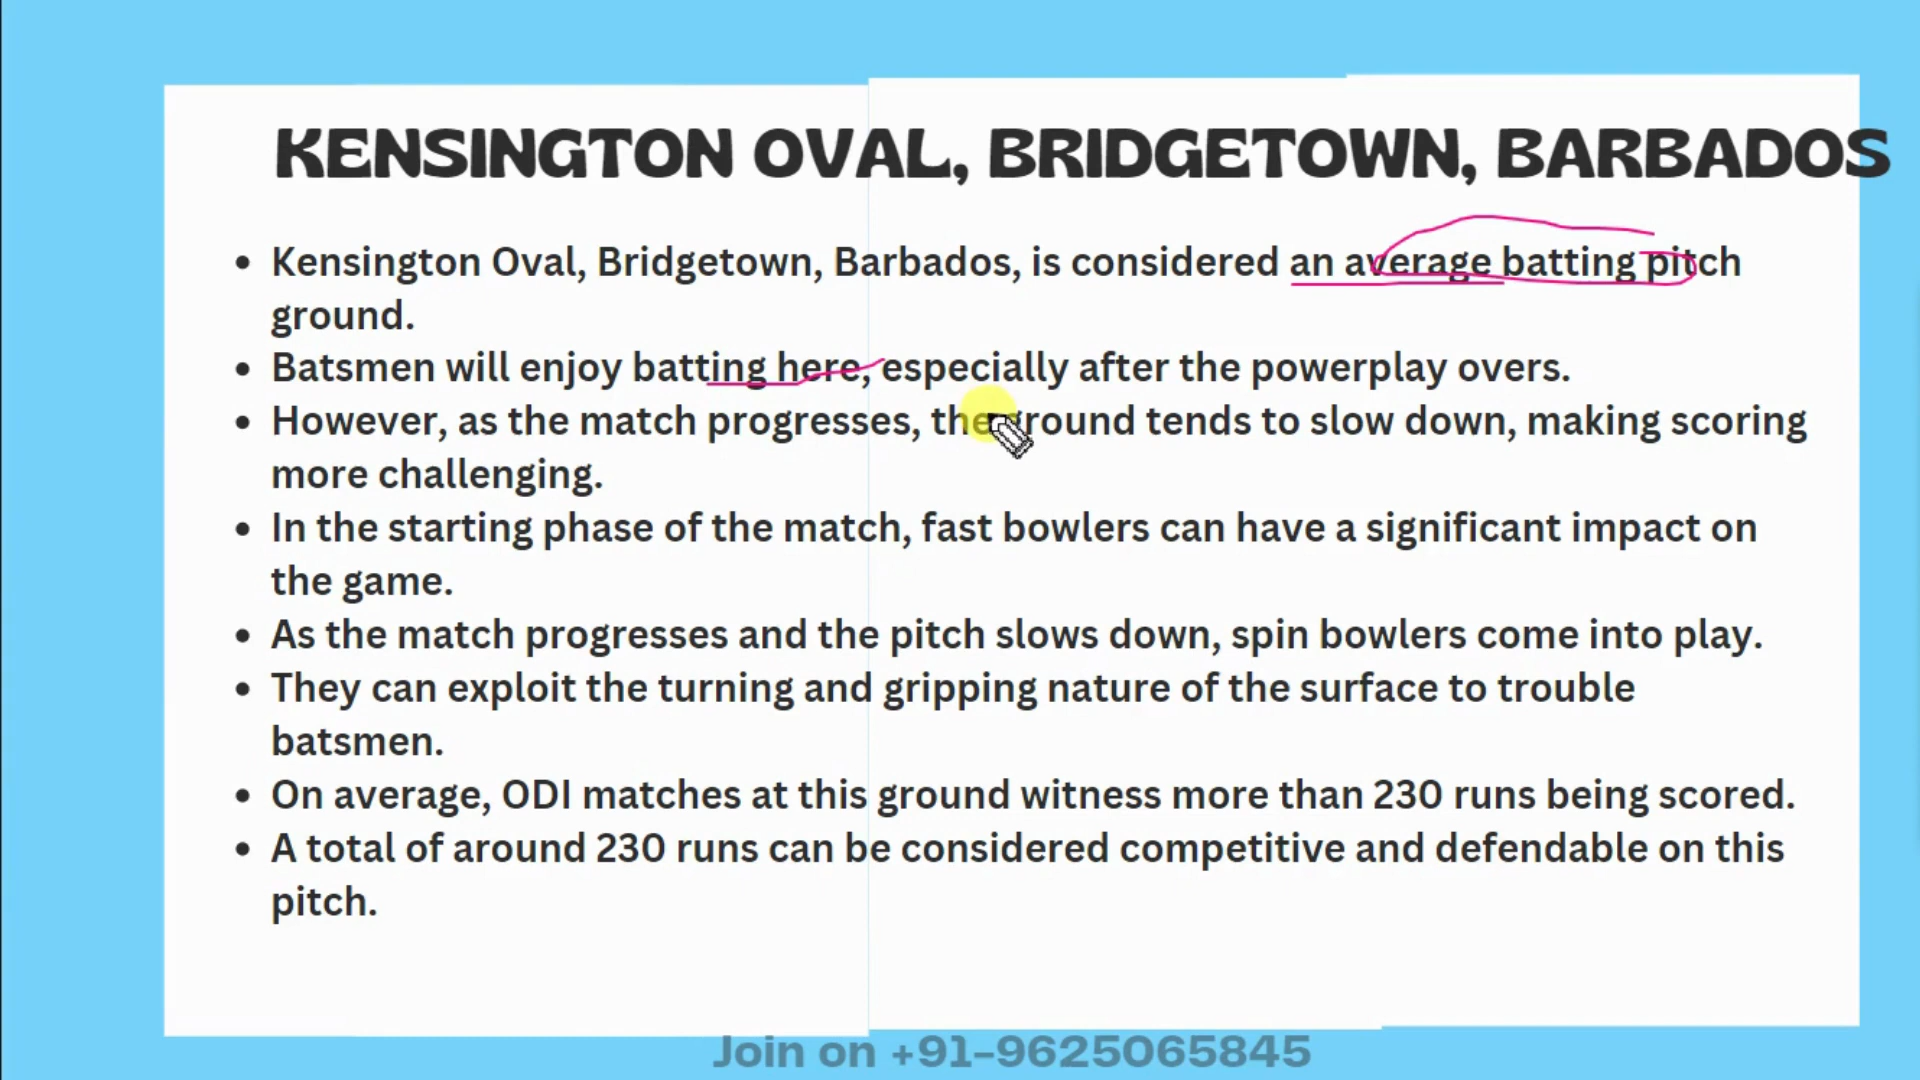 KENSINGTON OVAL, BRIDGETOWN, BARBADOS
• Kensington Oval, Bridgetown, Barbados, is considered an average batting pitch
ground.
• Batsmen will enjoy batting here, especially after the powerplay overs.
• However, as the match progresses, the ground tends to slow down, making scoring
more challenging.
• In the starting phase of the match, fast bowlers can have a significant impact on
the game.
• As the match progresses and the pitch slows down, spin bowlers come into play.
• They can exploit the turning and gripping nature of the surface to trouble
batsmen.
• On average, ODI matches at this ground witness more than 230 runs being scored.
• A total of around 230 runs can be considered competitive and defendable on this
pitch.
Join on +91-9625065845